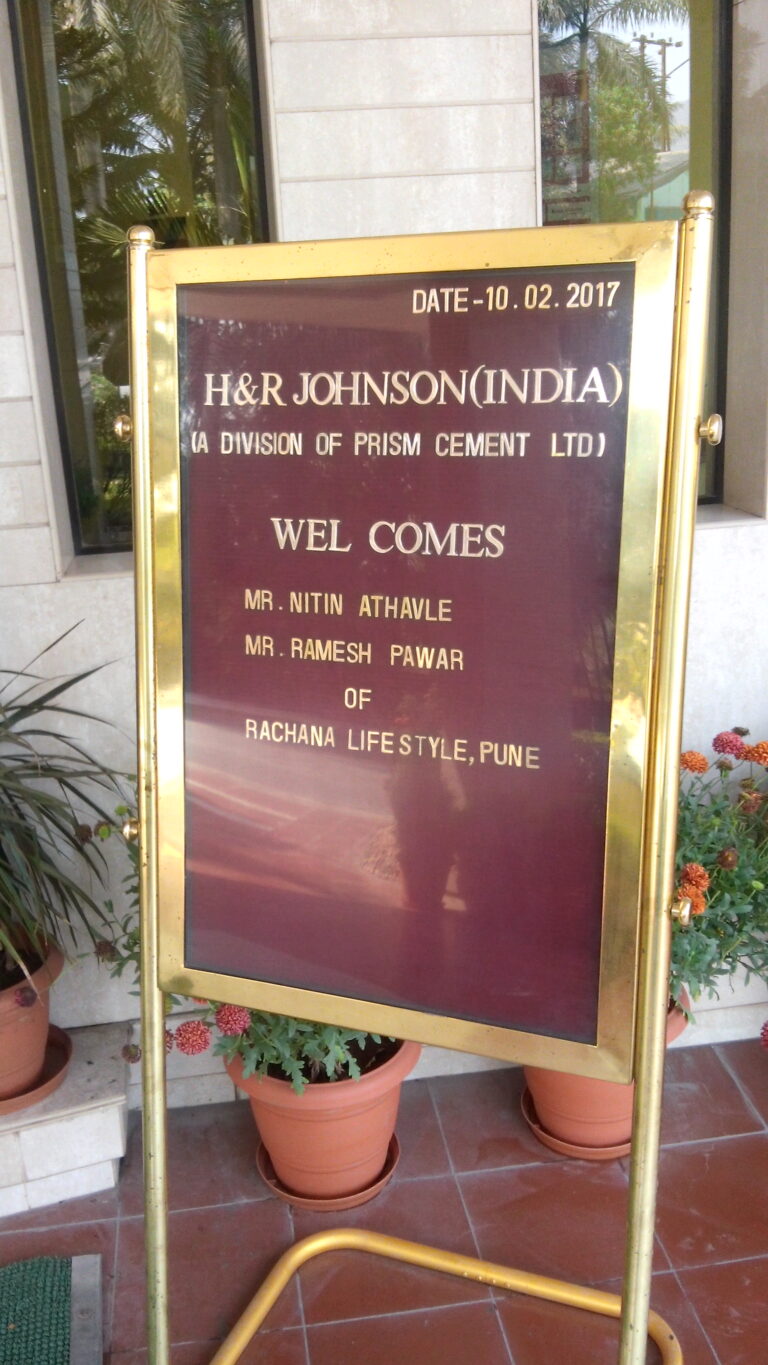 DATE-10.02.2017
H&R JOHNSON(INDIA)
(A DIVISION OF PRISM CEMENT LTD)
WEL COMES
MR. NITIN ATHAVLE
MR. RAMESH PAWAR
OF
RACHANA LIFESTYLE, PUNE